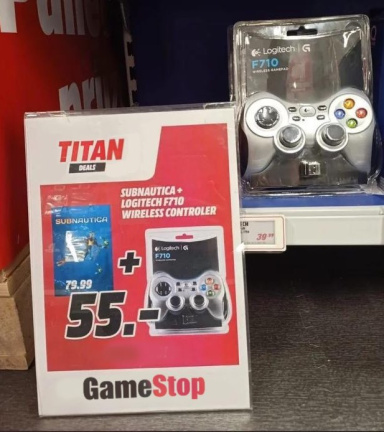 Logitech G
F710
WIRELESS GAMEPAD
TITAN
DEALS
SUBNAUTICA +
LOGITECH F710
WIRELESS CONTROLER
SUBNAUTICA
+
Logitech G
F710
79.99
55.-
GameStop